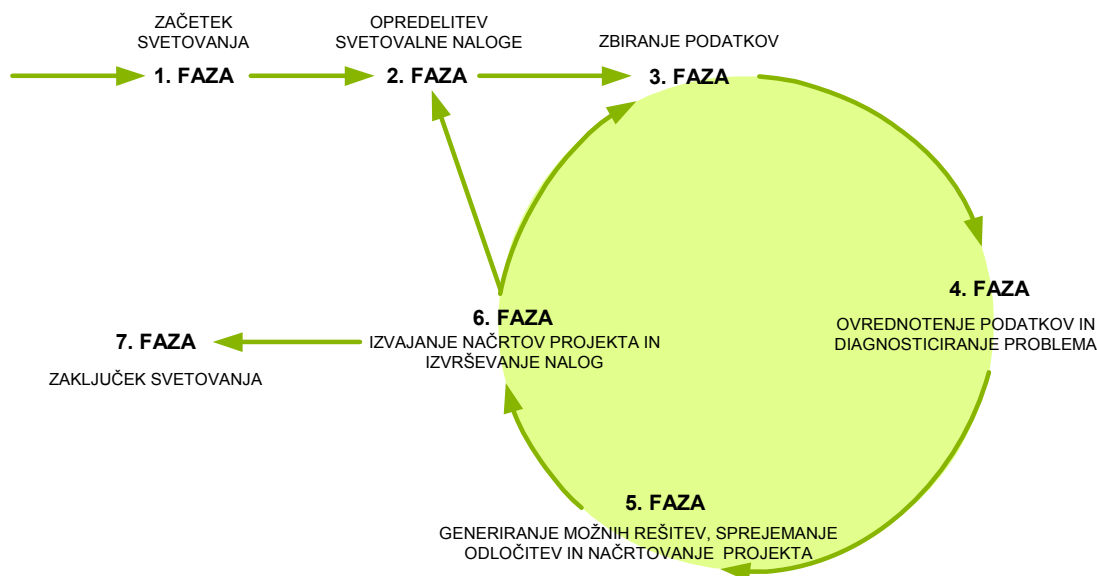 ZAČETEK
SVETOVANJA
1. FAZA
OPREDELITEV
SVETOVALNE NALOGE
2. FAZA
ZBIRANJE PODATKOV
3. FAZA
4. FAZA
OVREDNOTENJE PODATKOV IN
DIAGNOSTICIRANJE PROBLEMA
5. FAZA
GENERIRANJE MOŽNIH REŠITEV, SPREJEMANJE
ODLOČITEV IN NAČRTOVANJE PROJEKTA
6. FAZA
IZVAJANJE NAČRTOV PROJEKTA IN
IZVRŠEVANJE NALOG
7. FAZA
ZAKLJUČEK SVETOVANJA